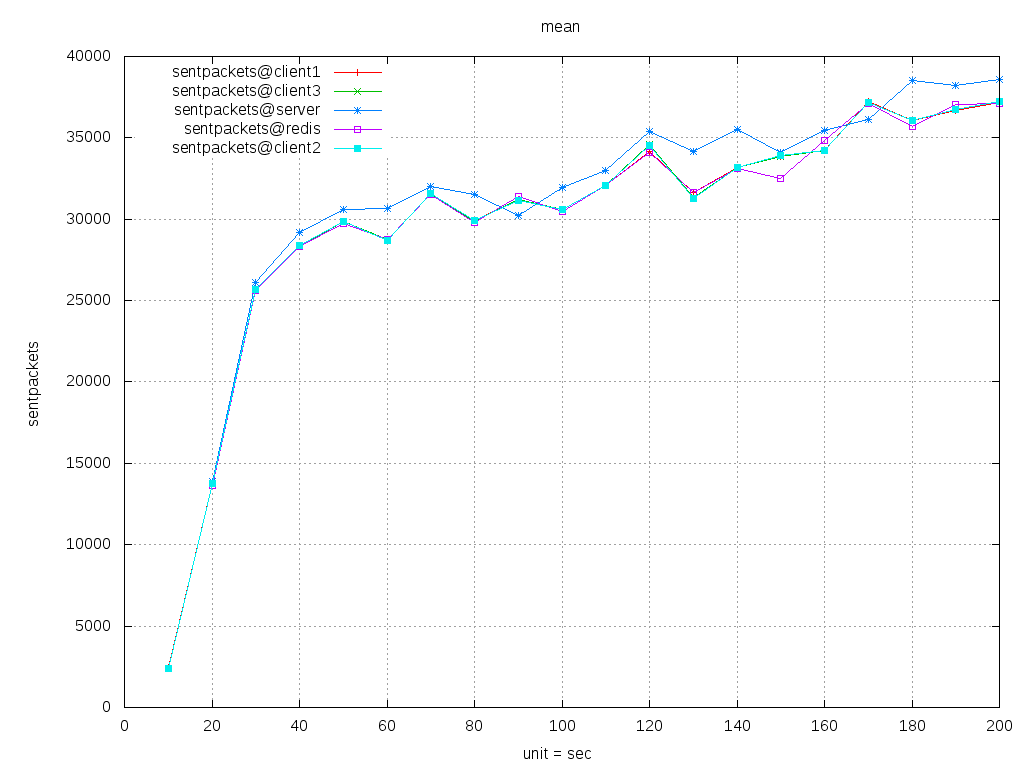 mean
40000
35000
30000
25000
20000
15000
10000
5000
0
sentpackets
sentpackets@client1
sentpackets@client3
sentpackets@server
sentpackets@redis
sentpackets@client2
0 20 40 60 80 100 120 140 160 180 200
unit = sec